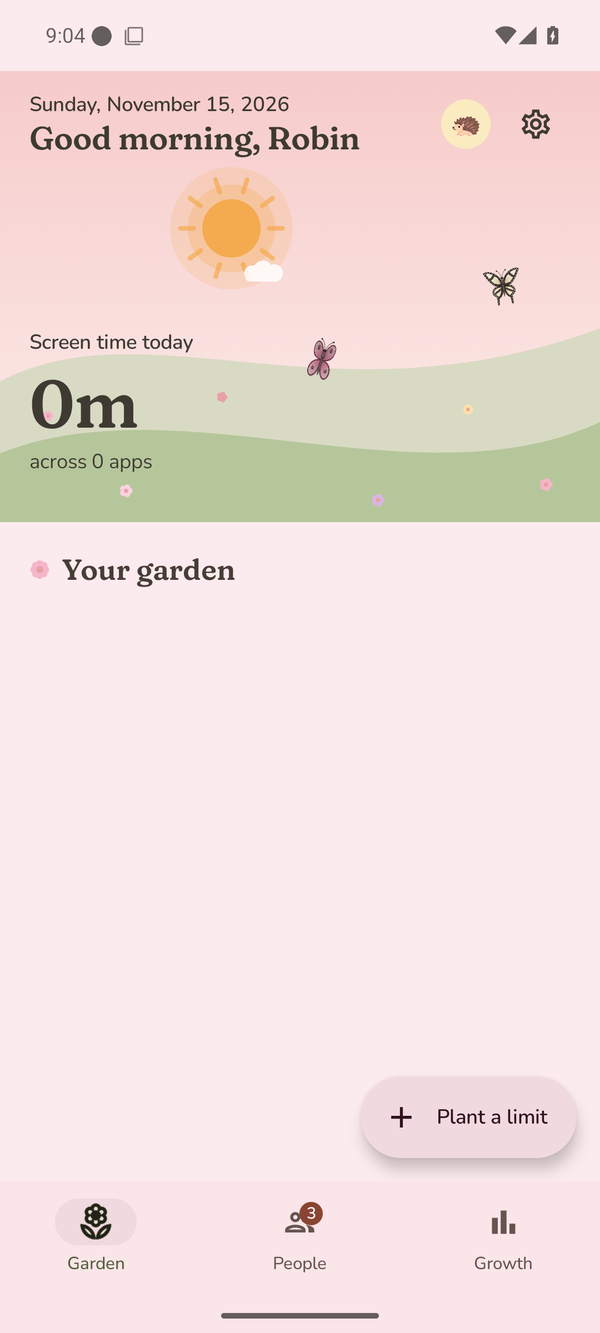 9:04
Sunday, November 15, 2026
Good morning, Robin
Screen time today
0m
across 0 apps
Your garden
Plant a limit
3
Garden
People
Growth